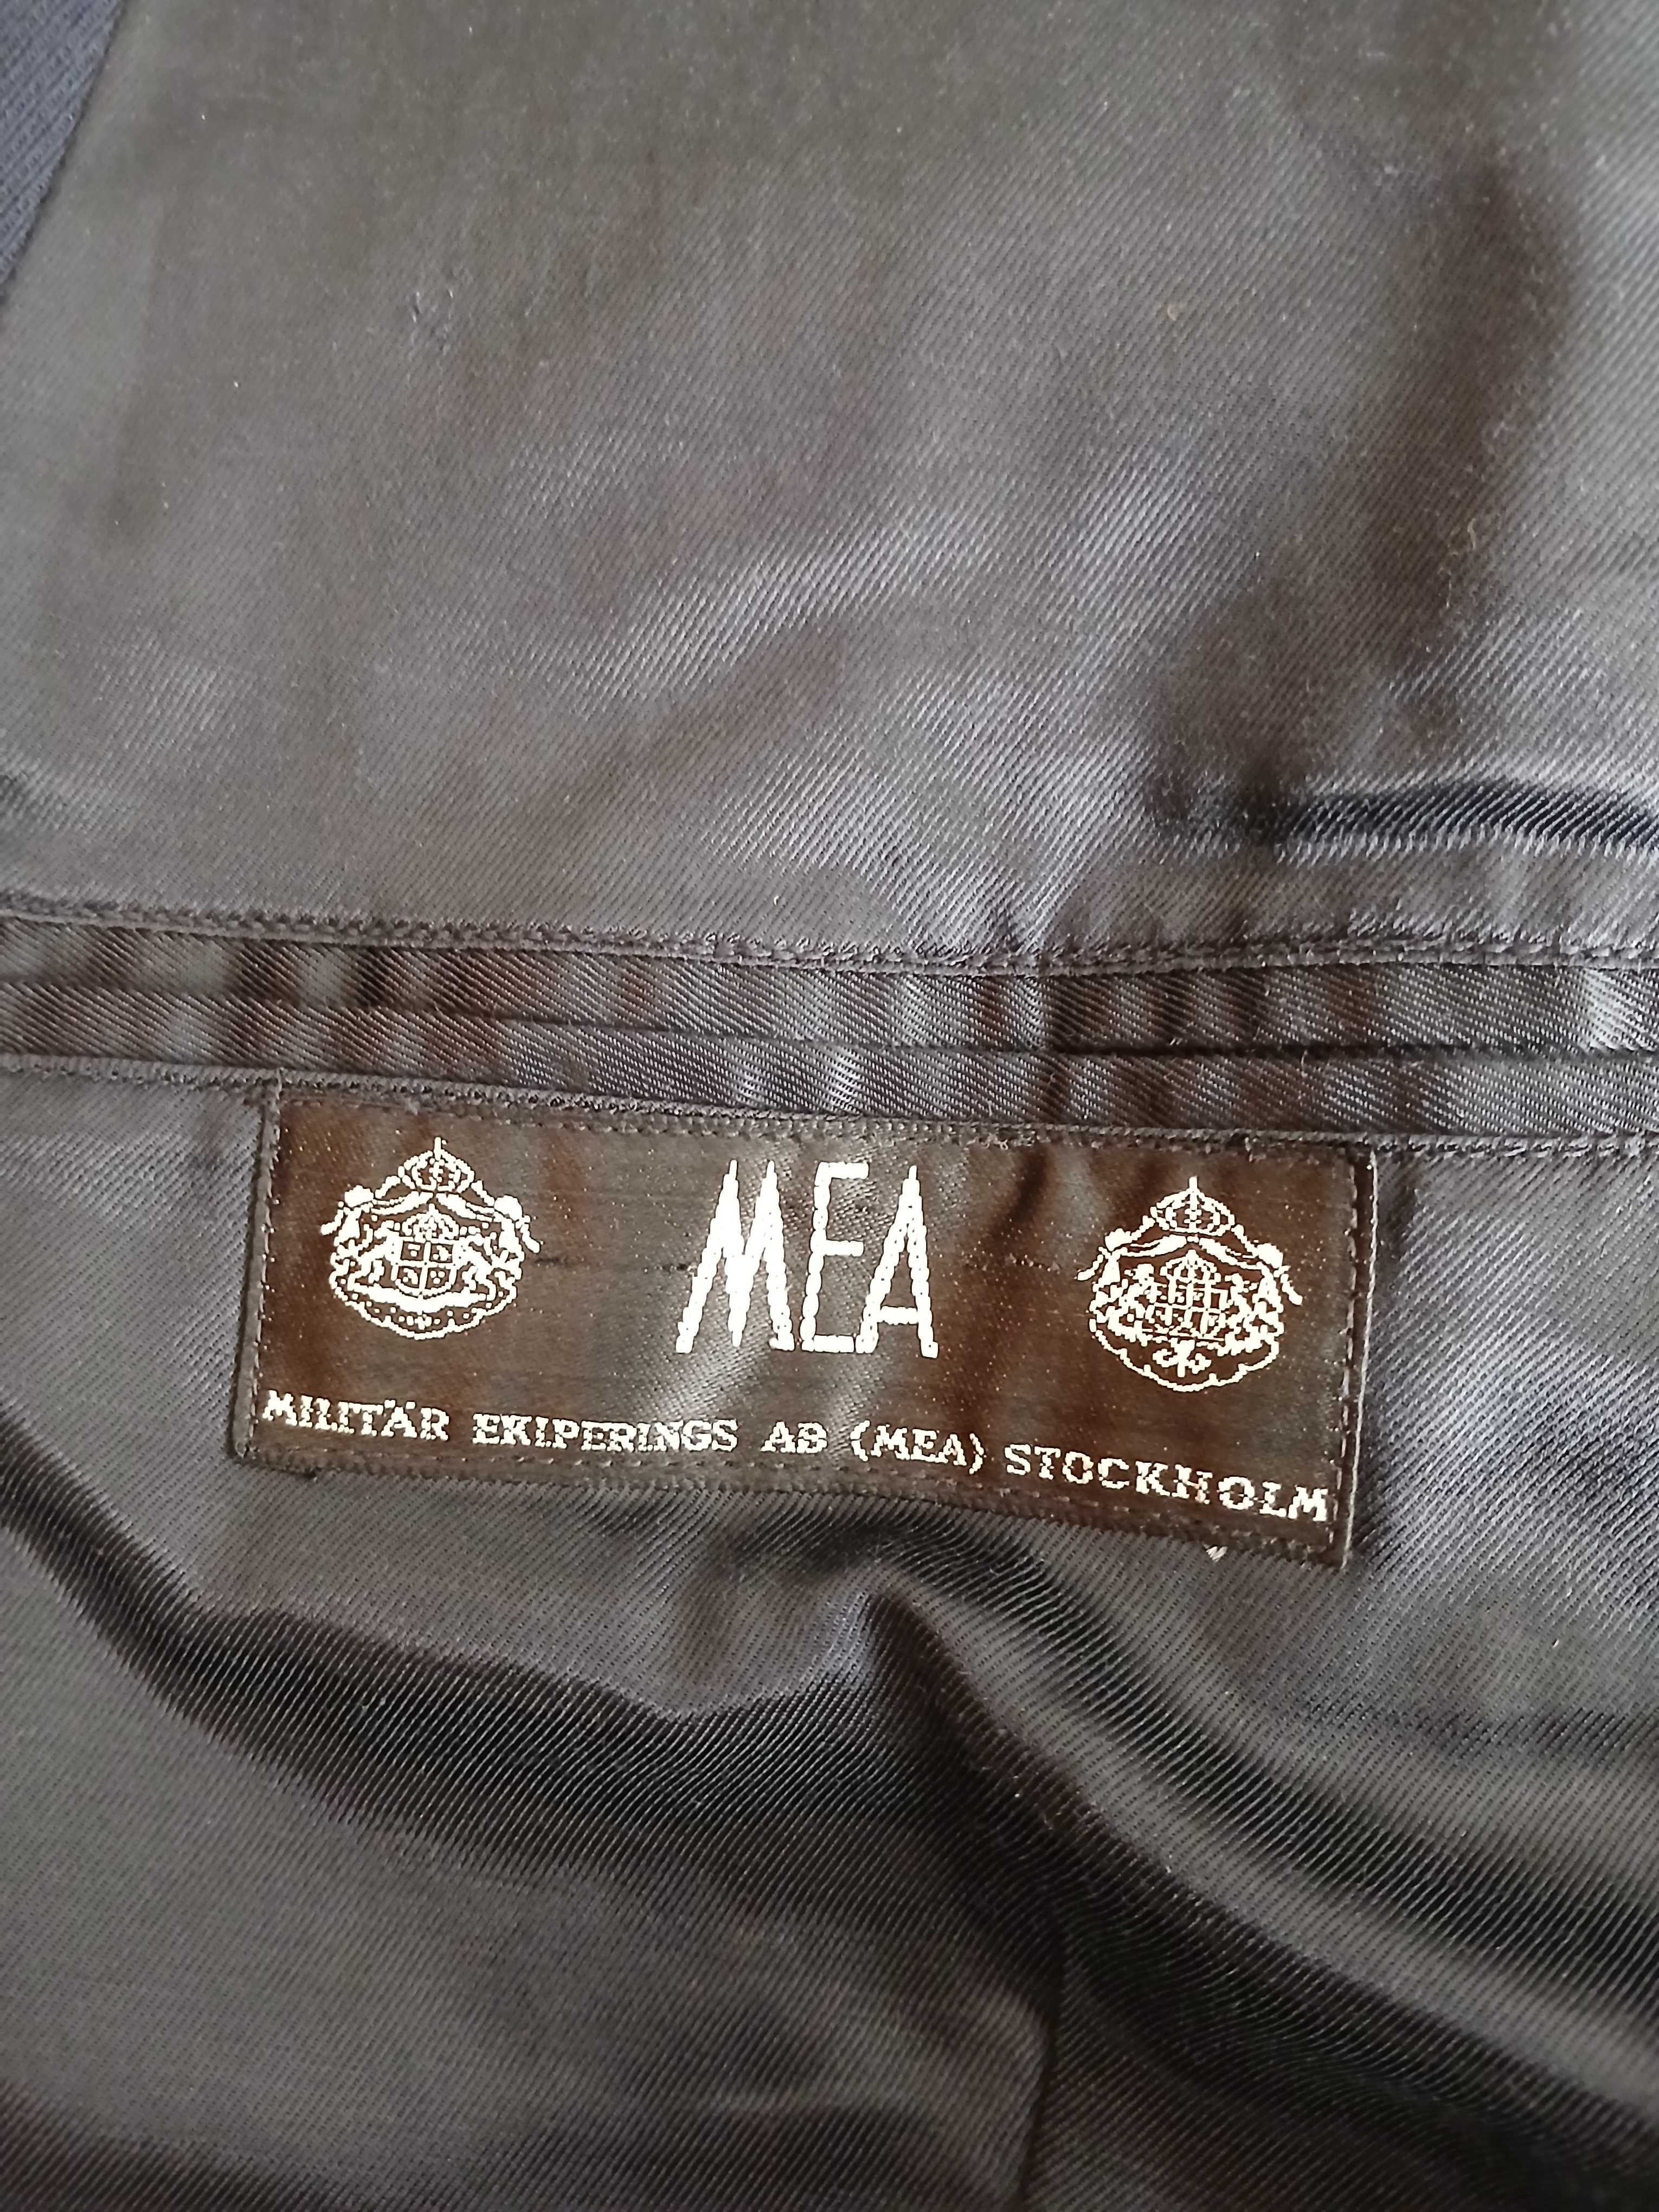 MEA
MILITÄR EKIPERINGS AB (MEA) STOCKHOLM